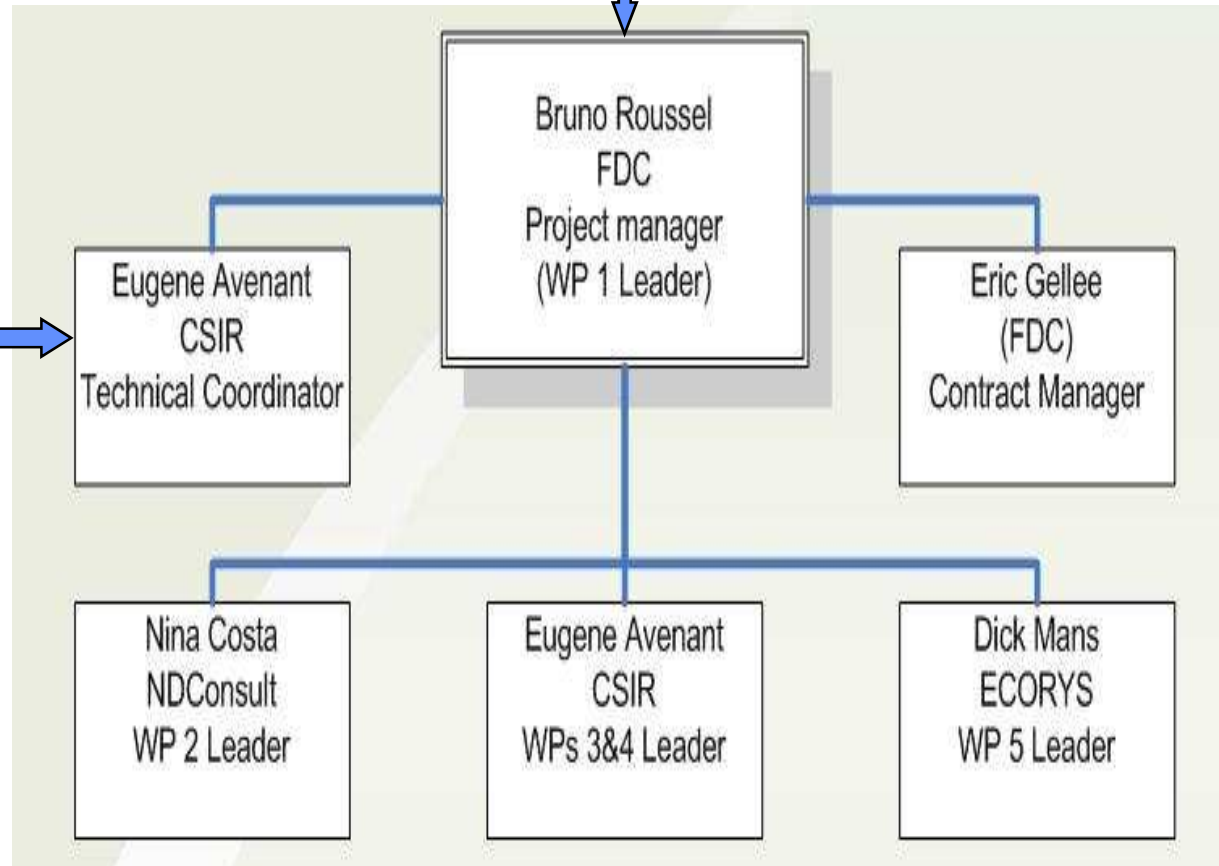 Bruno Roussel
FDC
Project manager
(WP 1 Leader)
Eugene Avenant
CSIR
Technical Coordinator
Eric Gellee
(FDC)
Contract Manager
Nina Costa
NDConsult
WP 2 Leader
Eugene Avenant
CSIR
WPs 3&4 Leader
Dick Mans
ECORYS
WP 5 Leader